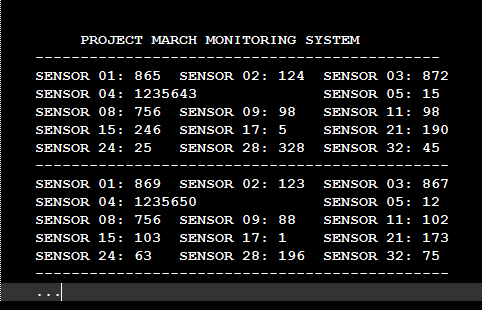 PROJECT MARCH MONITORING SYSTEM
---------------------------------------------
SENSOR 01: 865  SENSOR 02: 124  SENSOR 03: 872
SENSOR 04: 1235643              SENSOR 05: 15
SENSOR 08: 756  SENSOR 09: 98   SENSOR 11: 98
SENSOR 15: 246  SENSOR 17: 5    SENSOR 21: 190
SENSOR 24: 25   SENSOR 28: 328  SENSOR 32: 45
----------------------------------------------
SENSOR 01: 869  SENSOR 02: 123  SENSOR 03: 867
SENSOR 04: 1235650              SENSOR 05: 12
SENSOR 08: 756  SENSOR 09: 88   SENSOR 11: 102
SENSOR 15: 103  SENSOR 17: 1    SENSOR 21: 173
SENSOR 24: 63   SENSOR 28: 196  SENSOR 32: 75
----------------------------------------------
...